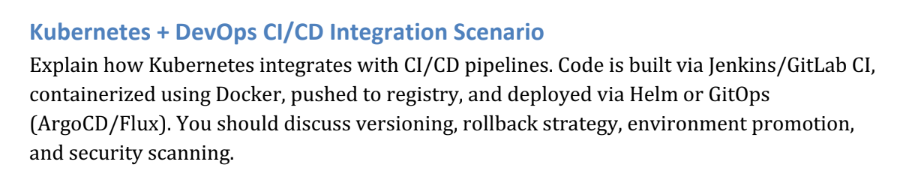 Kubernetes + DevOps CI/CD Integration Scenario
Explain how Kubernetes integrates with CI/CD pipelines. Code is built via Jenkins/GitLab CI,
containerized using Docker, pushed to registry, and deployed via Helm or GitOps
(ArgoCD/Flux). You should discuss versioning, rollback strategy, environment promotion,
and security scanning.